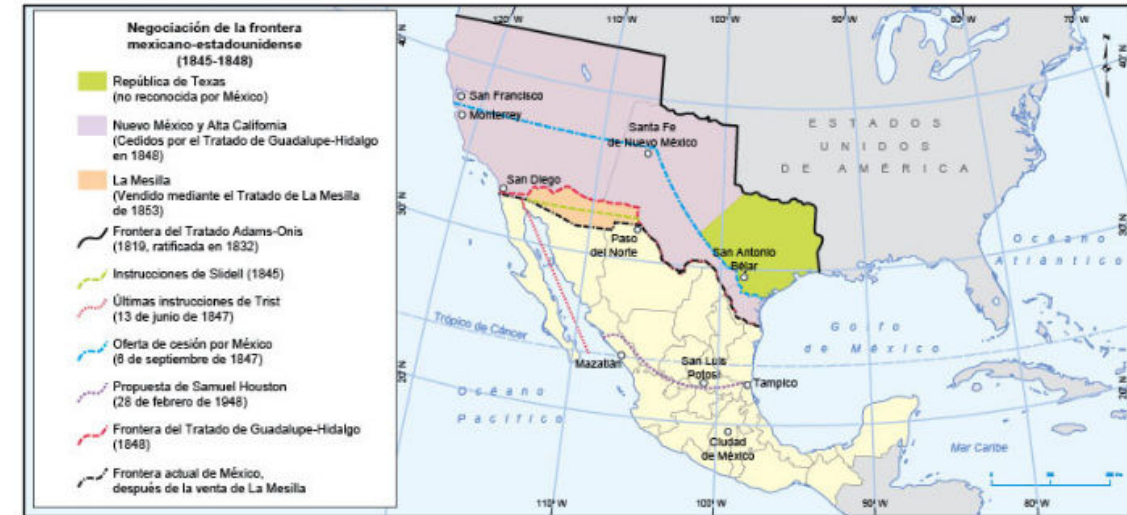 Negociación de la frontera
mexicano-estadounidense
(1845-1848)
República de Texas
(no reconocida por México)
Nuevo México y Alta California
(Cedidos por el Tratado de Guadalupe-Hidalgo
en 1848)
La Mesilla
(Vendido mediante el Tratado de La Mesilla
de 1853)
Frontera del Tratado Adams-Onis
(1819, ratificada en 1832)
Instrucciones de Slidell (1845)
Últimas instrucciones de Trist
(13 de junio de 1847)
Oferta de cesión por México
(6 de septiembre de 1847)
Propuesta de Samuel Houston
(28 de febrero de 1948)
Frontera del Tratado de Guadalupe-Hidalgo
(1848)
Frontera actual de México,
después de la venta de La Mesilla
120° W
110° W
100° W
90° W
80° W
70° W
40° N
40° N
San Francisco
Monterrey
Santa Fe
de Nuevo México
ESTADOS
UNIDOS
DE AMÉRICA
San Diego
30° N
30° N
Paso
del Norte
San Antonio
Béjar
Océano
Atlántico
Trópico de Cáncer
Golfo
de México
Mazatlán
San Luis
Potosí
Tampico
20° N
20° N
Océano
Pacífico
Ciudad
de México
Mar Caribe
110° W
100° W
90° W
80° W